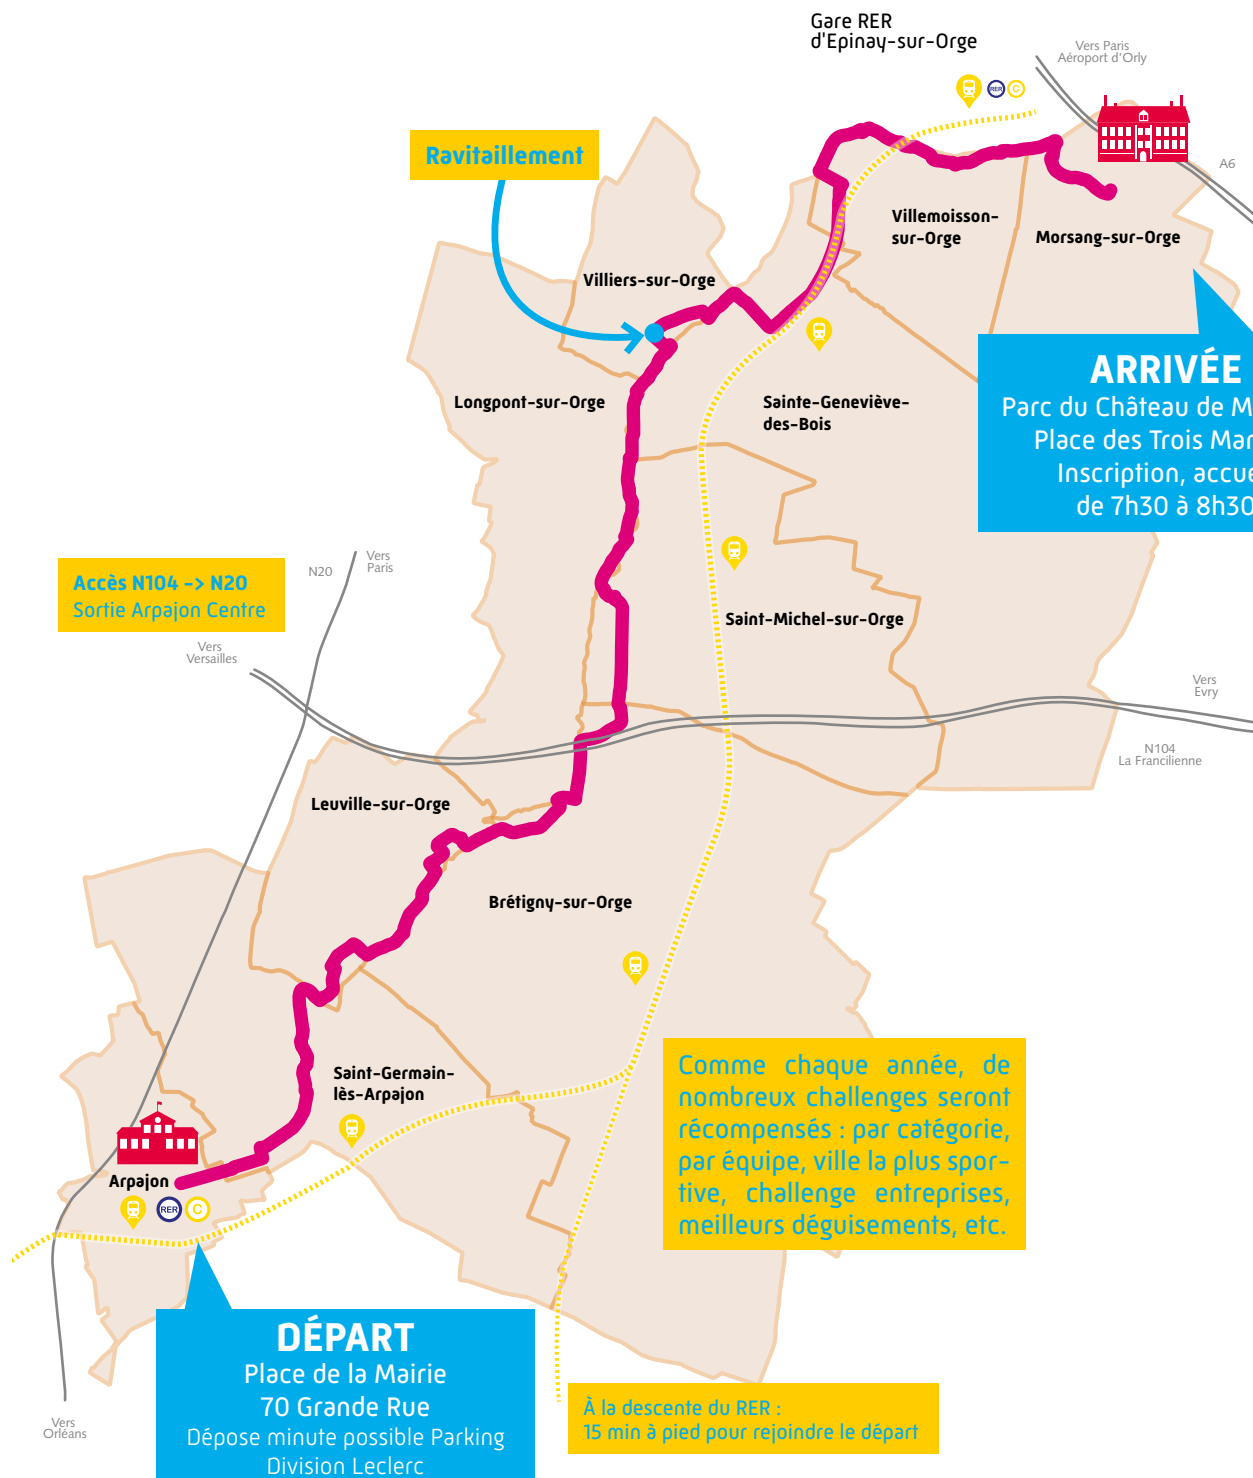 Gare RER
d'Epinay-sur-Orge
Vers Paris
Aéroport d'Orly
RER
C
A6
Ravitaillement
Villemoisson-
sur-Orge
Morsang-sur-Orge
Villiers-sur-Orge
ARRIVÉE
Parc du Château de M
Place des Trois Mar
Inscription, accue
de 7h30 à 8h30
Longpont-sur-Orge
Sainte-Geneviève-
des-Bois
Accès N104 -> N20
Sortie Arpajon Centre
N20
Vers
Paris
Saint-Michel-sur-Orge
Vers
Versailles
Vers
Evry
N104
La Francilienne
Leuville-sur-Orge
Brétigny-sur-Orge
Saint-Germain-
lès-Arpajon
Comme chaque année, de
nombreux challenges seront
récompensés : par catégorie,
par équipe, ville la plus spor-
tive, challenge entreprises,
meilleurs déguisements, etc.
Arpajon
RER
C
DÉPART
Place de la Mairie
70 Grande Rue
Dépose minute possible Parking
Division Leclerc
À la descente du RER :
15 min à pied pour rejoindre le départ
Vers
Orléans